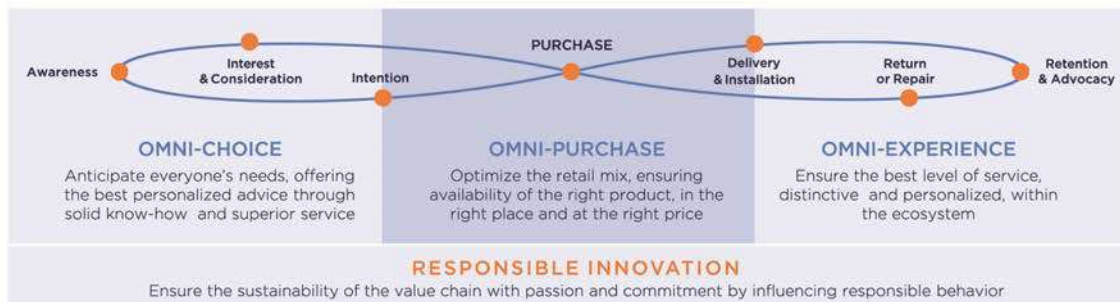 PURCHASE
Awareness
Interest
& Consideration
Intention
Delivery
& Installation
Return
or Repair
Retention
& Advocacy
OMNI-CHOICE
Anticipate everyone’s needs, offering
the best personalized advice through
solid know-how and superior service
OMNI-PURCHASE
Optimize the retail mix, ensuring
availability of the right product, in the
right place and at the right price
OMNI-EXPERIENCE
Ensure the best level of service,
distinctive and personalized, within
the ecosystem
RESPONSIBLE INNOVATION
Ensure the sustainability of the value chain with passion and commitment by influencing responsible behavior